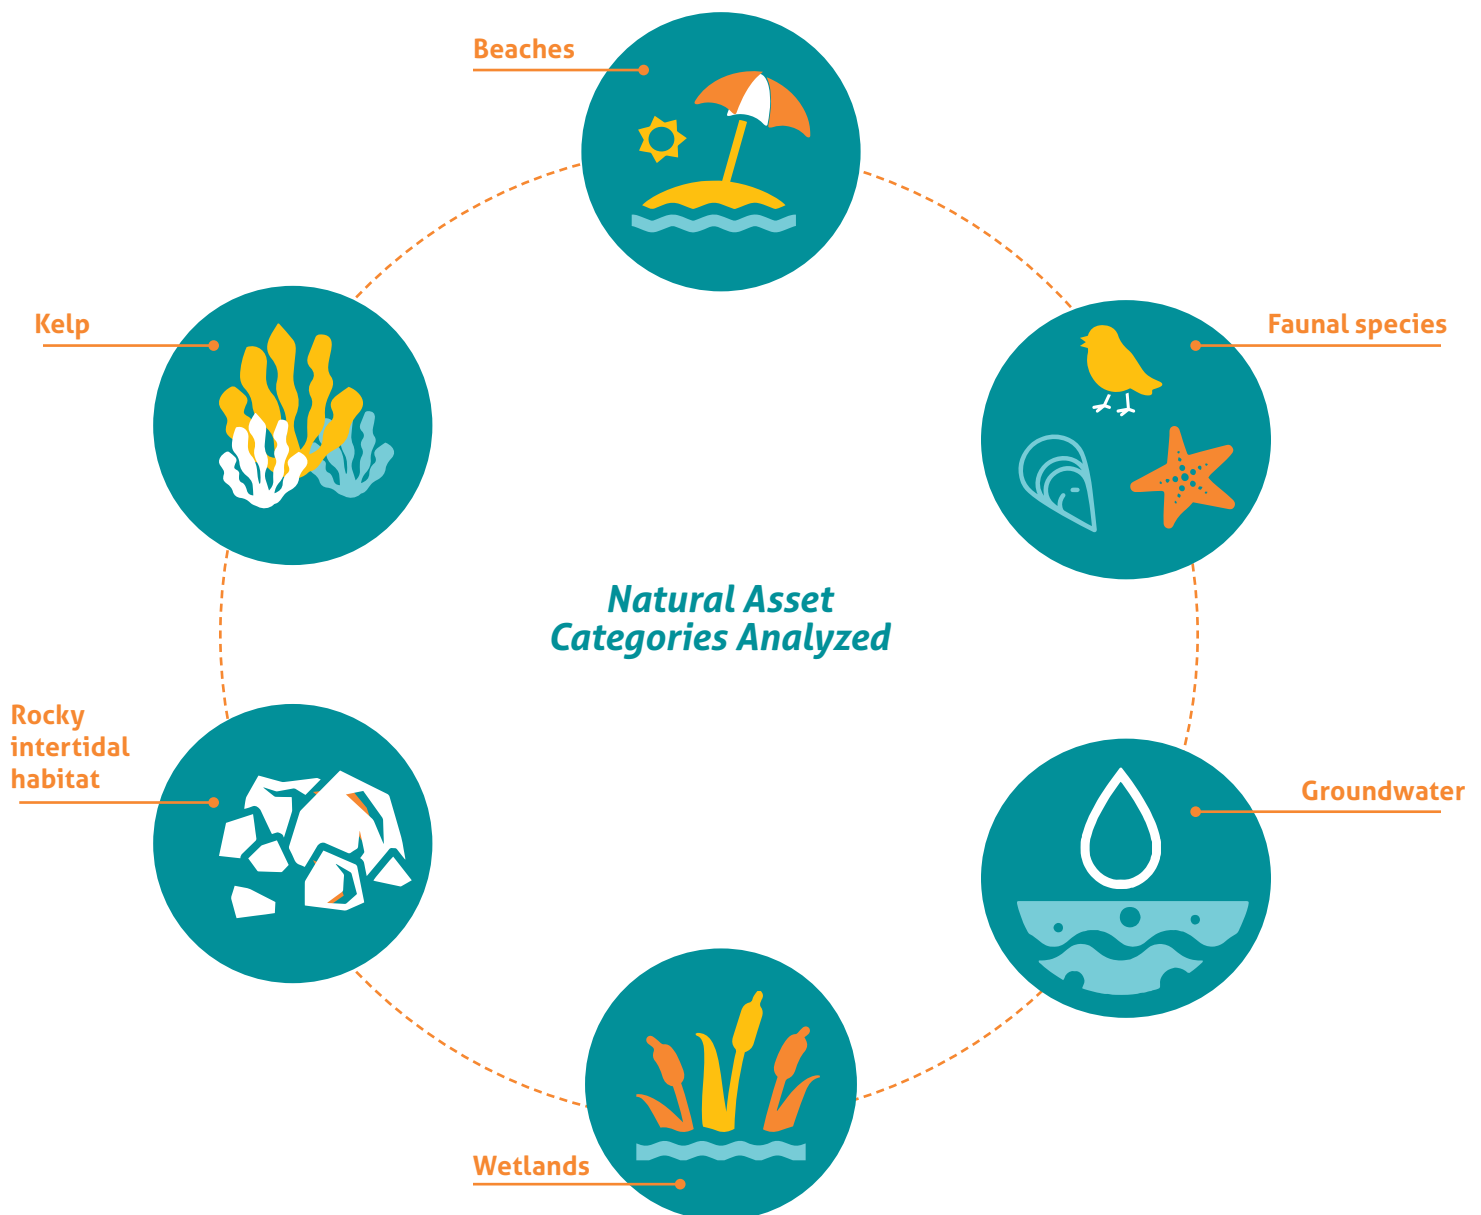 Beaches
Kelp
Faunal species
Natural Asset
Categories Analyzed
Rocky
intertidal
habitat
Groundwater
Wetlands